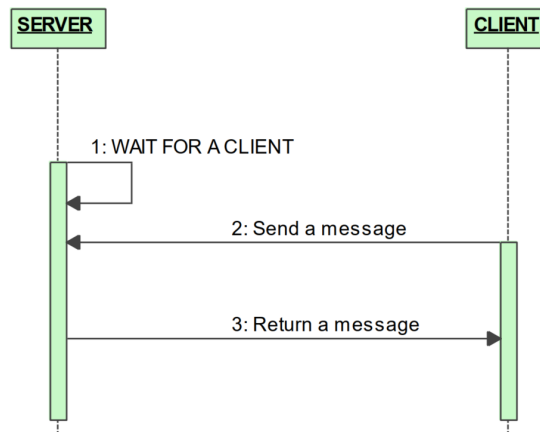 SERVER
CLIENT
1: WAIT FOR A CLIENT
2: Send a message
3: Return a message